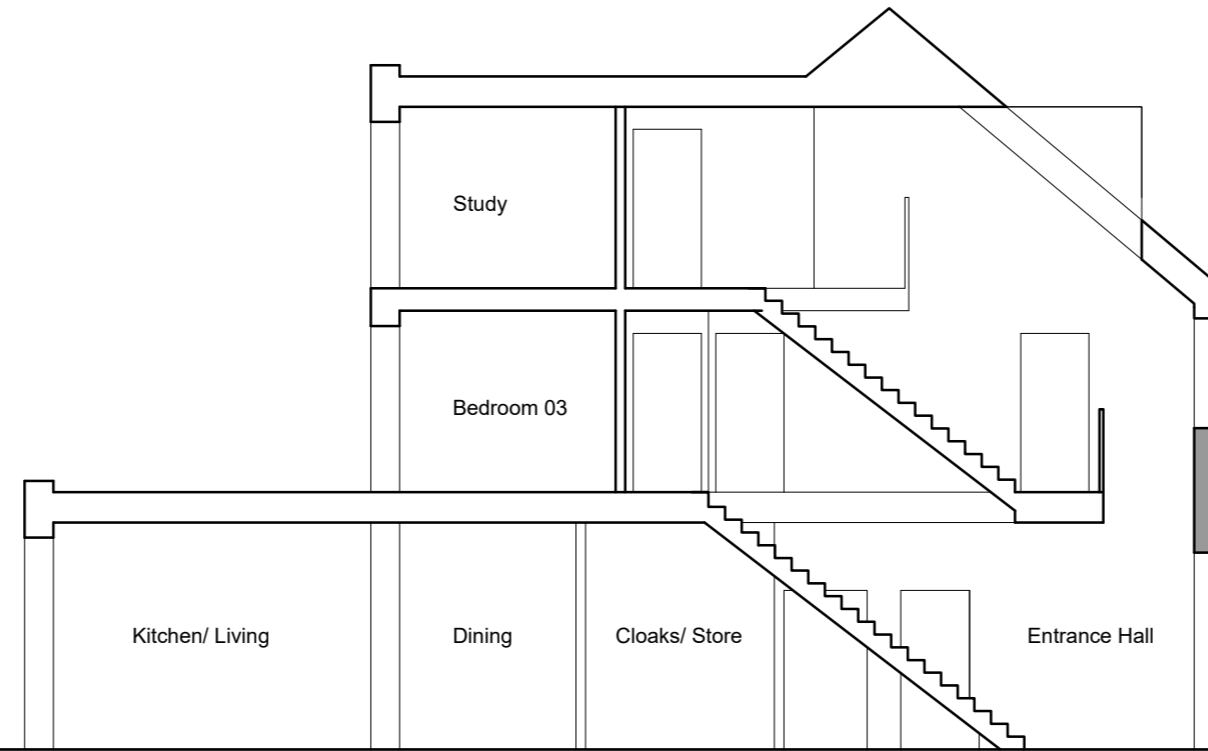 Study
Bedroom 03
Kitchen/ Living
Dining
Cloaks/ Store
Entrance Hall